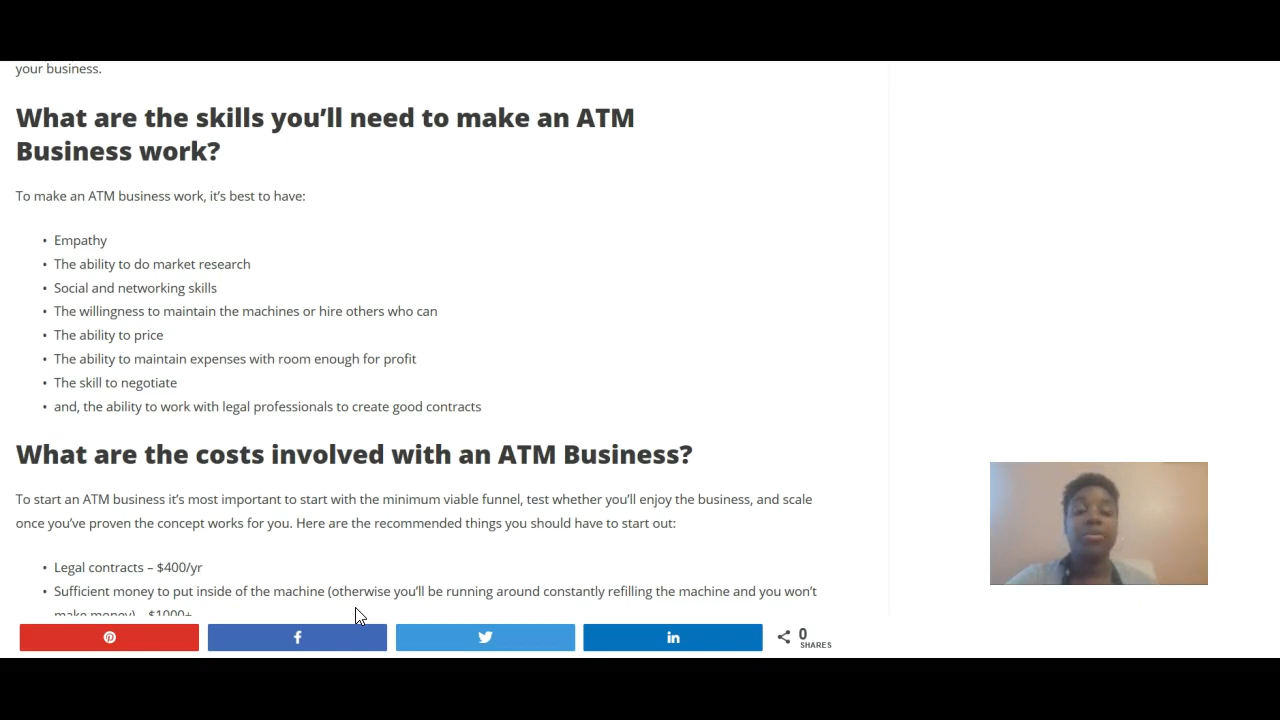 your business.
What are the skills you’ll need to make an ATM
Business work?
To make an ATM business work, it’s best to have:
• Empathy
• The ability to do market research
• Social and networking skills
• The willingness to maintain the machines or hire others who can
• The ability to price
• The ability to maintain expenses with room enough for profit
• The skill to negotiate
• and, the ability to work with legal professionals to create good contracts
What are the costs involved with an ATM Business?
To start an ATM business it’s most important to start with the minimum viable funnel, test whether you’ll enjoy the business, and scale
once you’ve proven the concept works for you. Here are the recommended things you should have to start out:
• Legal contracts – $400/yr
• Sufficient money to put inside of the machine (otherwise you’ll be running around constantly refilling the machine and you won’t
make money) – $1000+
0
SHARES